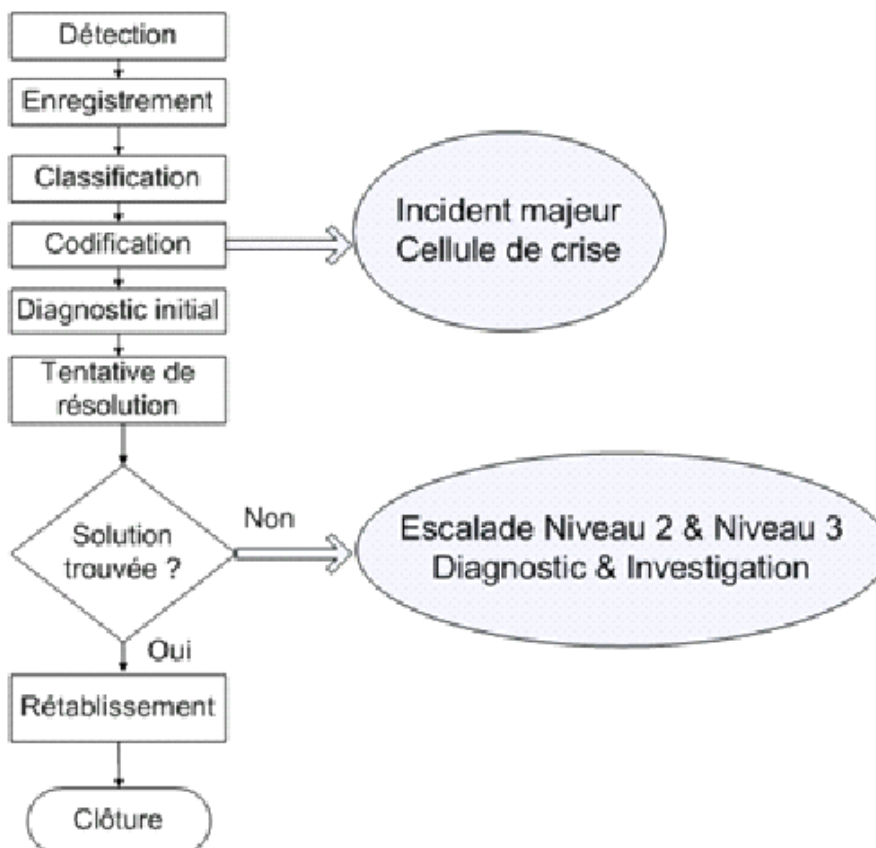 Détection
Enregistrement
Classification
Codification
Incident majeur
Cellule de crise
Diagnostic initial
Tentative de
résolution
Solution
trouvée ?
Non
Escalade Niveau 2 & Niveau 3
Diagnostic & Investigation
Oui
Rétablissement
Clôture